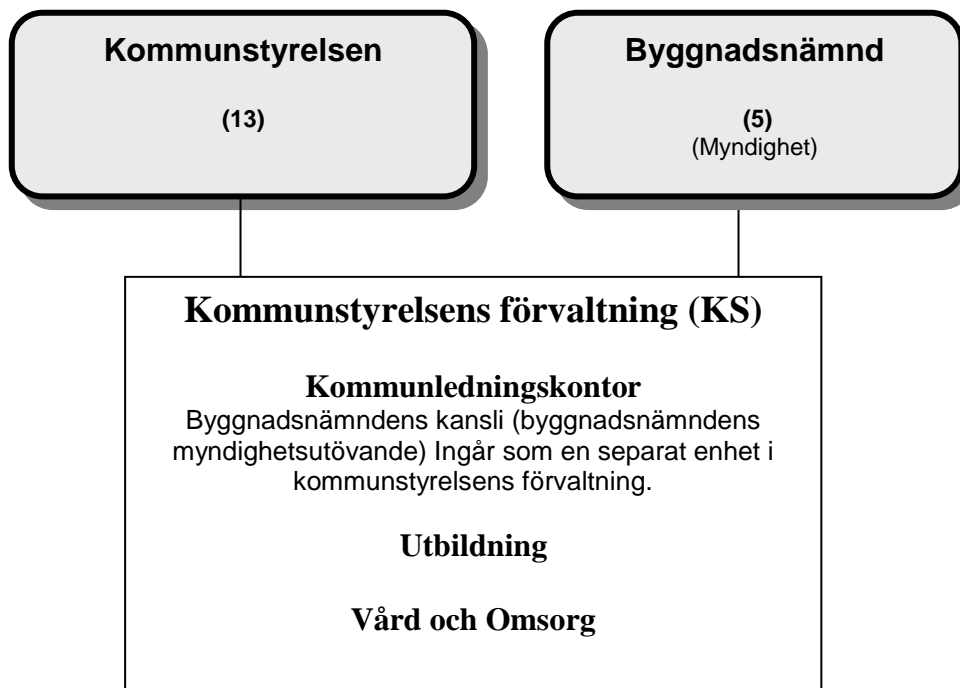 Kommunstyrelsen
(13)
Byggnadsnämnd
(5)
(Myndighet)
Kommunstyrelsens förvaltning (KS)
Kommunledningskontor
Byggnadsnämndens kansli (byggnadsnämndens
myndighetsutövande) Ingår som en separat enhet i
kommunstyrelsens förvaltning.
Utbildning
Vård och Omsorg